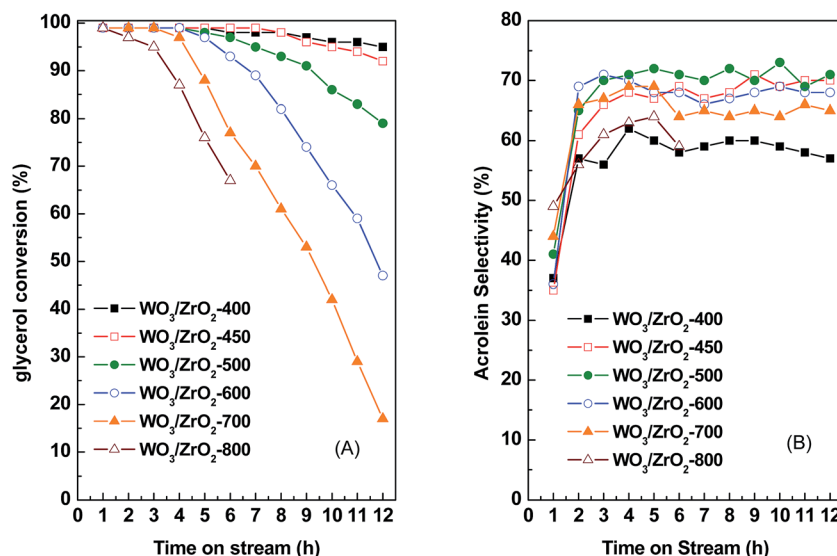 glycerol conversion (%)
100
90
80
70
60
50
40
30
20
10
0
WO3/ZrO2-400
WO3/ZrO2-450
WO3/ZrO2-500
WO3/ZrO2-600
WO3/ZrO2-700
WO3/ZrO2-800
(A)
0 1 2 3 4 5 6 7 8 9 10 11 12
Time on stream (h)
Acrolein Selectivity (%)
80
70
60
50
40
30
20
10
0
WO3/ZrO2-400
WO3/ZrO2-450
WO3/ZrO2-500
WO3/ZrO2-600
WO3/ZrO2-700
WO3/ZrO2-800
(B)
0 1 2 3 4 5 6 7 8 9 10 11 12
Time on Stream (h)